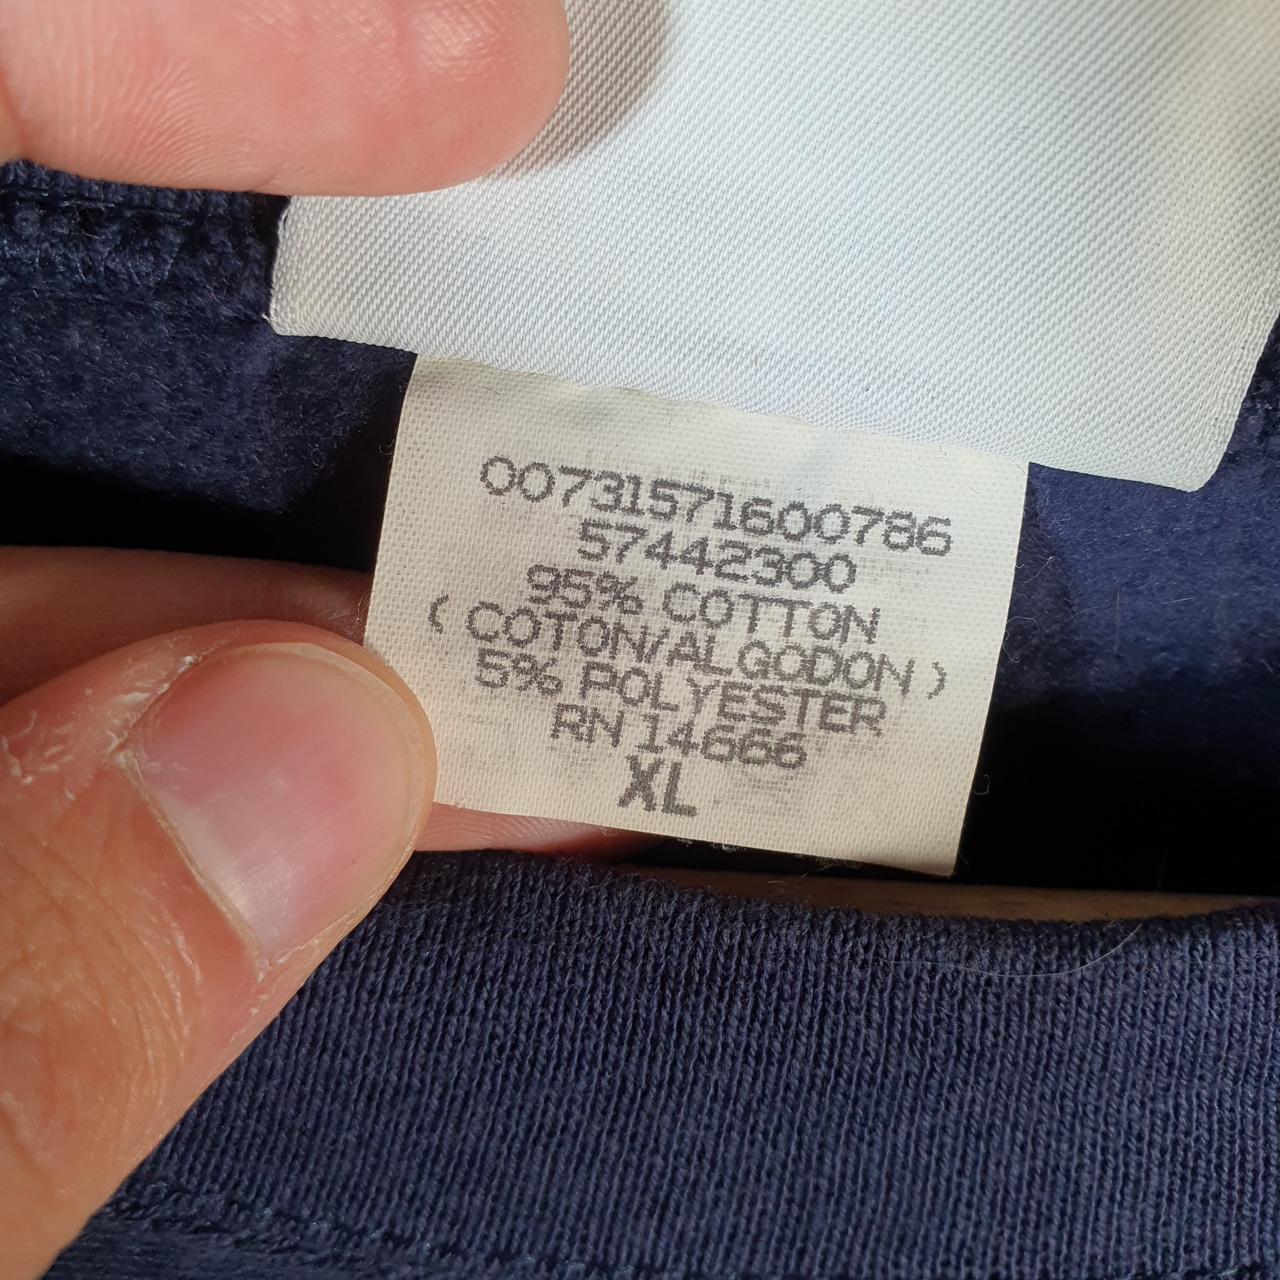 00731571600786
57442300
95% COTTON
( COTON/ALGODON )
5% POLYESTER
RN 14666
XL